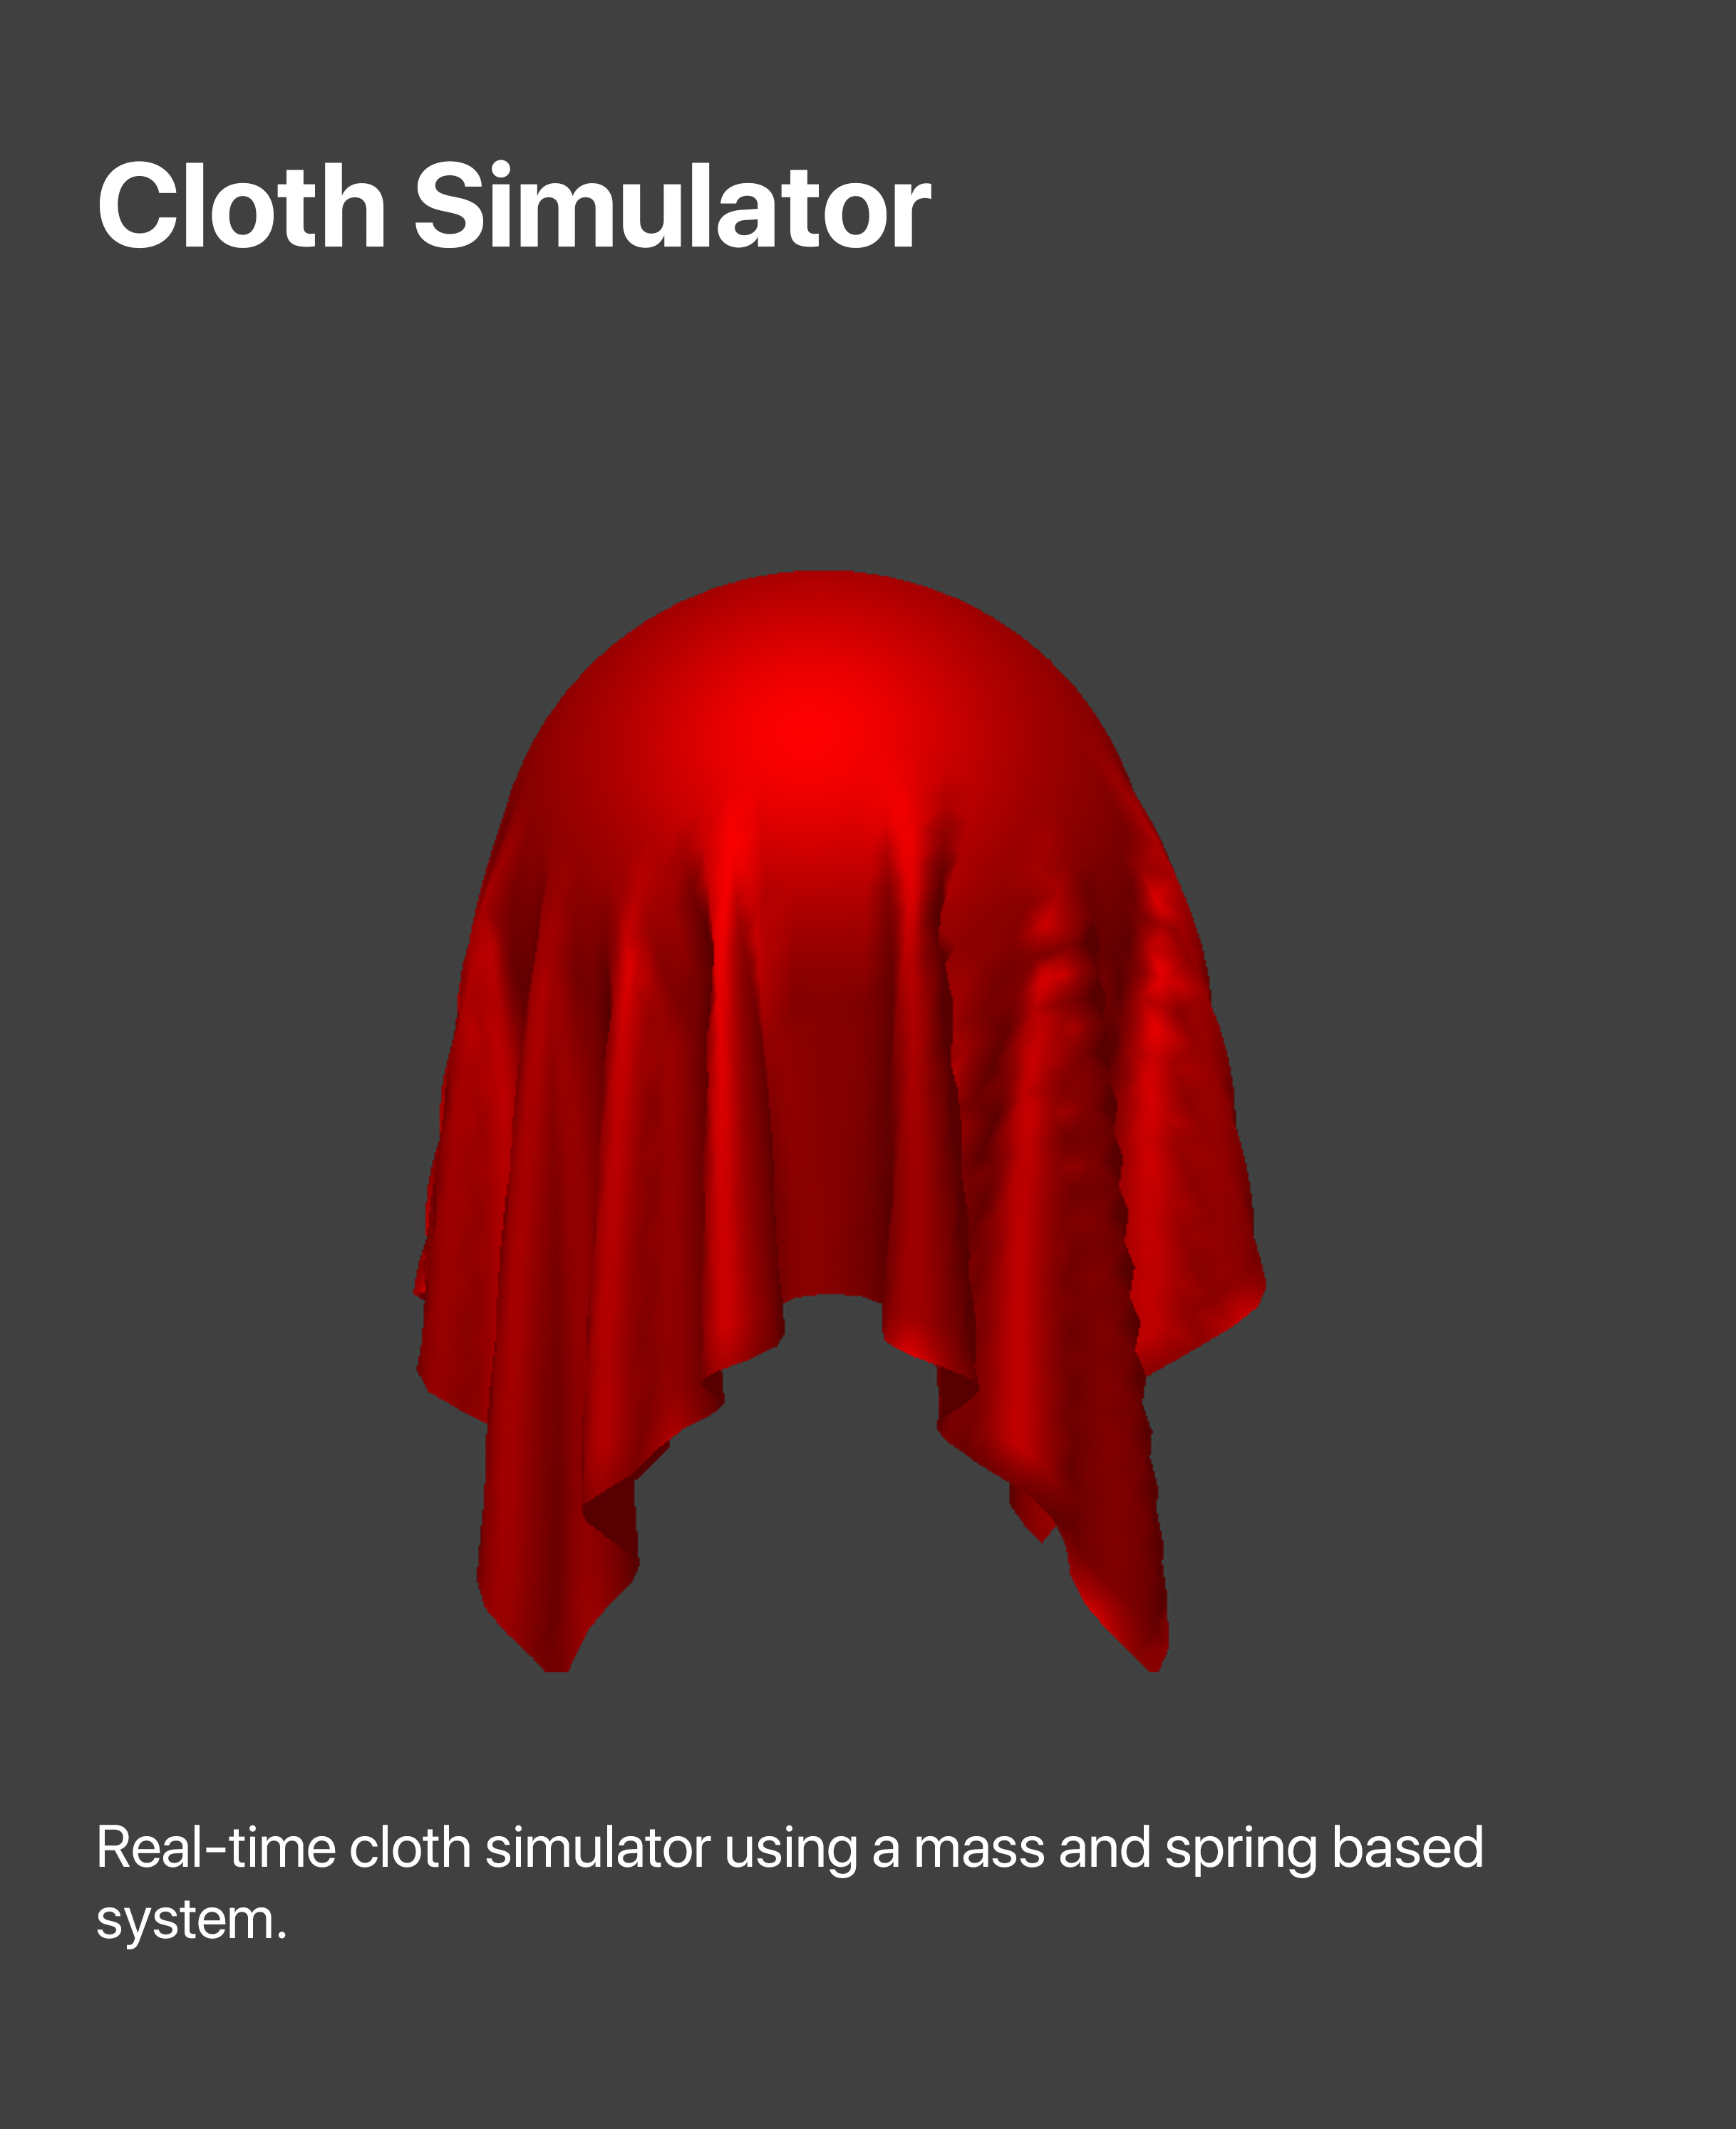 Cloth Simulator
Real-time cloth simulator using a mass and spring based
system.